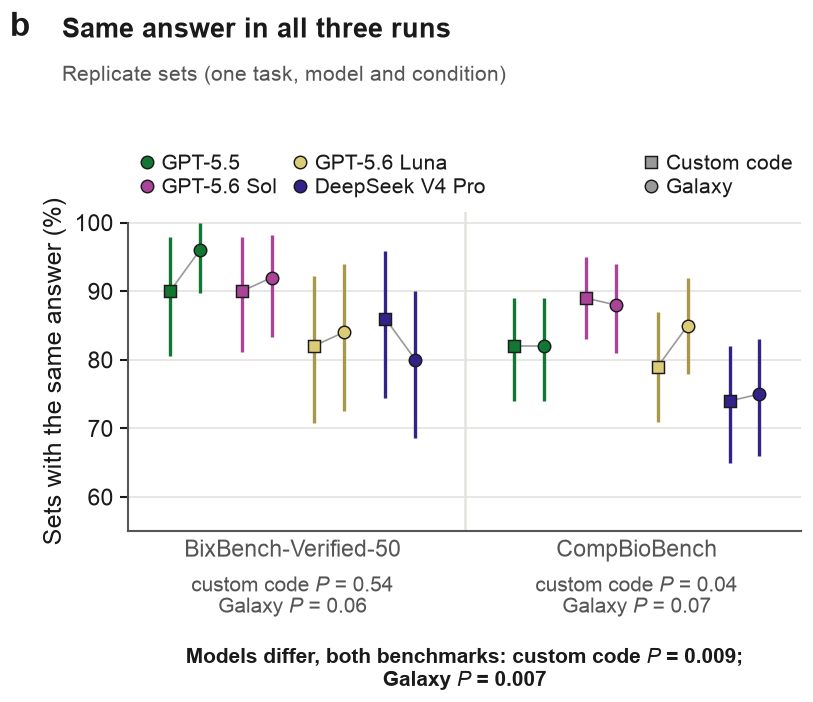 b Same answer in all three runs
Replicate sets (one task, model and condition)
GPT-5.5 GPT-5.6 Luna Custom code
GPT-5.6 Sol DeepSeek V4 Pro Galaxy
Sets with the same answer (%)
100
90
80
70
60
BixBench-Verified-50 CompBioBench
custom code P = 0.54 custom code P = 0.04
Galaxy P = 0.06 Galaxy P = 0.07
Models differ, both benchmarks: custom code P = 0.009;
Galaxy P = 0.007